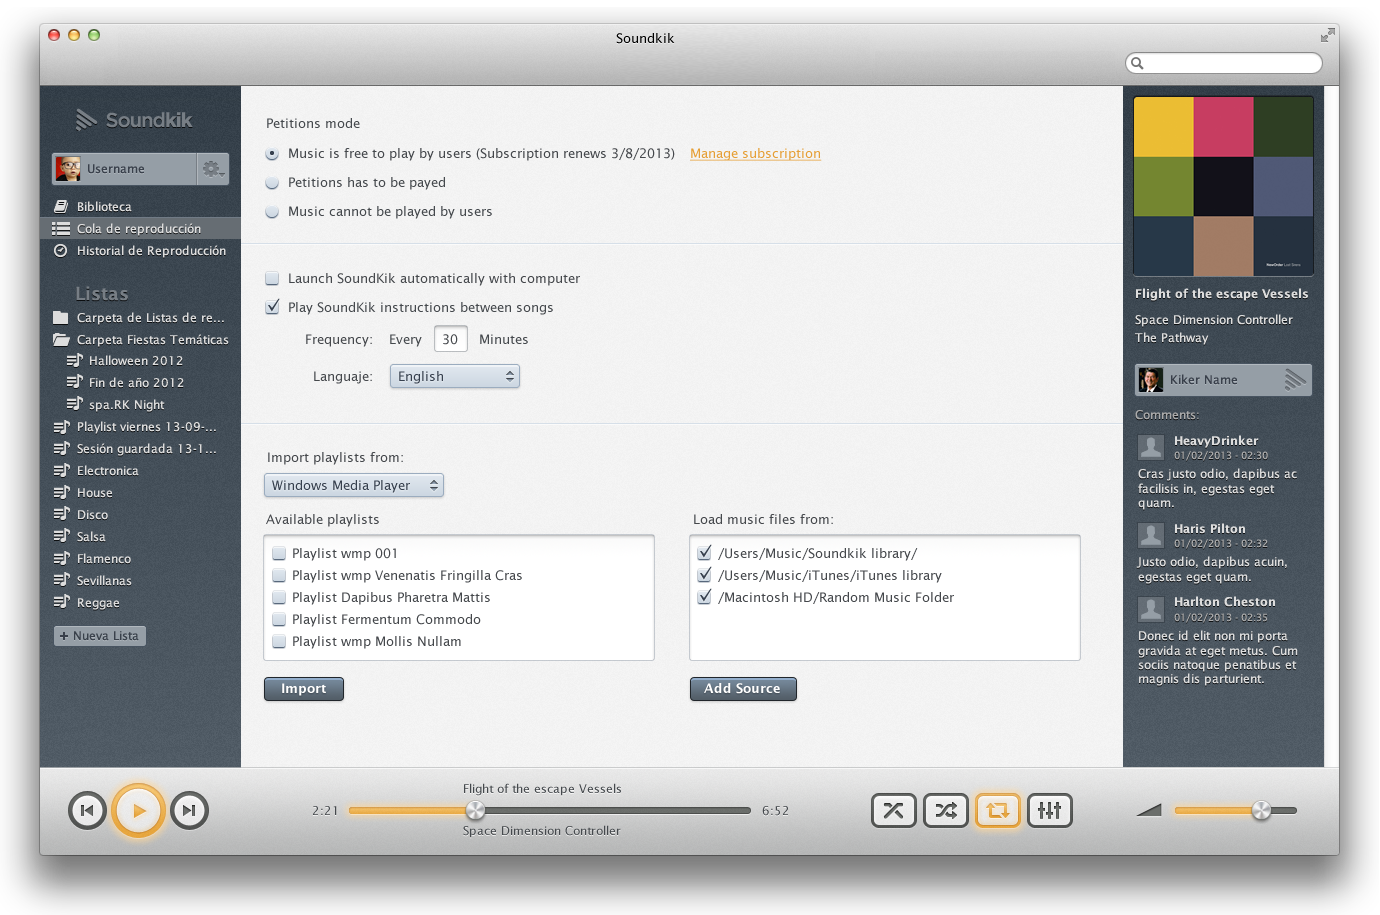 Soundkik
Soundkik
Username
Biblioteca
Cola de reproducción
Historial de Reproducción
Listas
Carpeta de Listas de re...
Carpeta Fiestas Temáticas
Halloween 2012
Fin de año 2012
spa.RK Night
Playlist viernes 13-09-...
Sesión guardada 13-1...
Electronica
House
Disco
Salsa
Flamenco
Sevillanas
Reggae
+ Nueva Lista
Petitions mode
Music is free to play by users (Subscription renews 3/8/2013) Manage subscription
Petitions has to be payed
Music cannot be played by users
Launch SoundKik automatically with computer
Play SoundKik instructions between songs
Frequency: Every 30 Minutes
Languaje: English
Import playlists from:
Windows Media Player
Available playlists
Playlist wmp 001
Playlist wmp Venenatis Fringilla Cras
Playlist Dapibus Pharetra Mattis
Playlist Fermentum Commodo
Playlist wmp Mollis Nullam
Import
Load music files from:
/Users/Music/Soundkik library/
/Users/Music/iTunes/iTunes library
/Macintosh HD/Random Music Folder
Add Source
Flight of the escape Vessels
Space Dimension Controller
The Pathway
Kiker Name
Comments:
HeavyDrinker
01/02/2013 - 02:30
Cras justo odio, dapibus ac
facilisis in, egestas eget
quam.
Haris Pilton
01/02/2013 - 02:32
Justo odio, dapibus acuin,
egestas eget quam.
Harlton Cheston
01/02/2013 - 02:35
Donec id elit non mi porta
gravida at eget metus. Cum
sociis natoque penatibus et
magnis dis parturient.
Flight of the escape Vessels
2:21 6:52
Space Dimension Controller